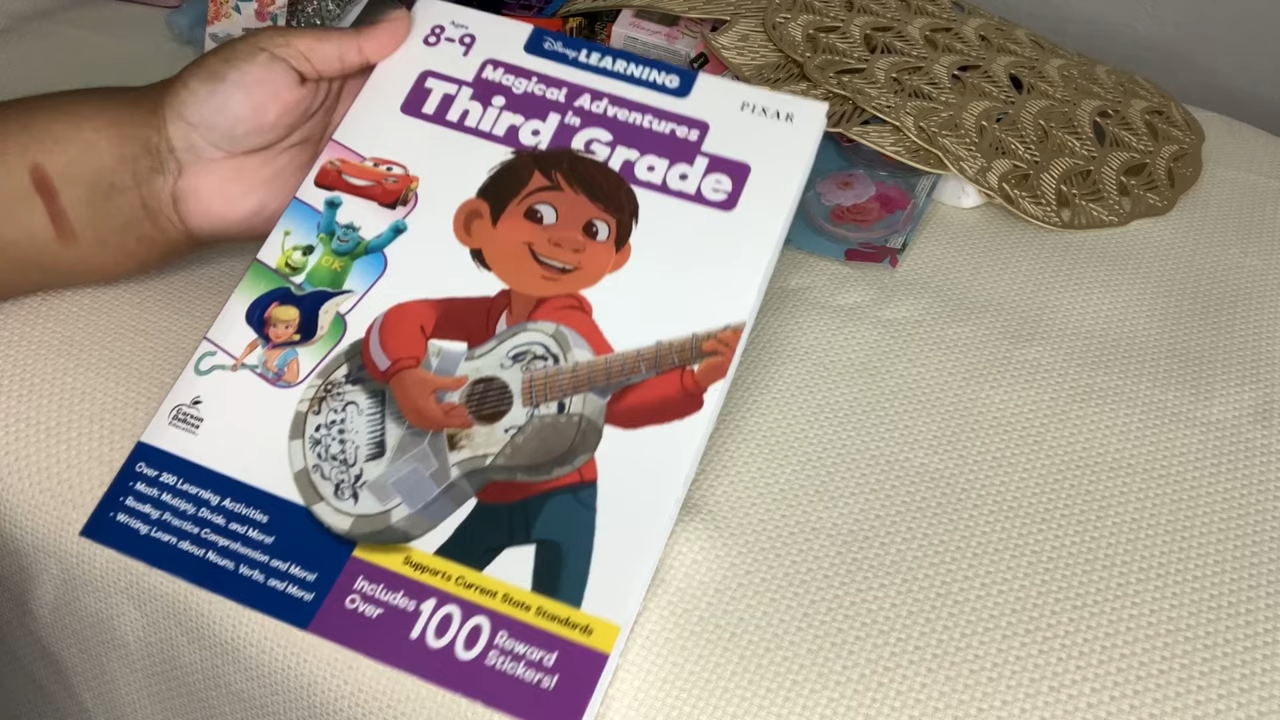 Ages
8-9
Disney LEARNING
PIXAR
Magical Adventures
in
Third Grade
OK
Carson
Dellosa
Education
Over 200 Learning Activities
• Math: Multiply, Divide, and More!
• Reading: Practice Comprehension and More!
• Writing: Learn about Nouns, Verbs, and More!
Supports Current State Standards
Includes
Over
100
Reward
Stickers!